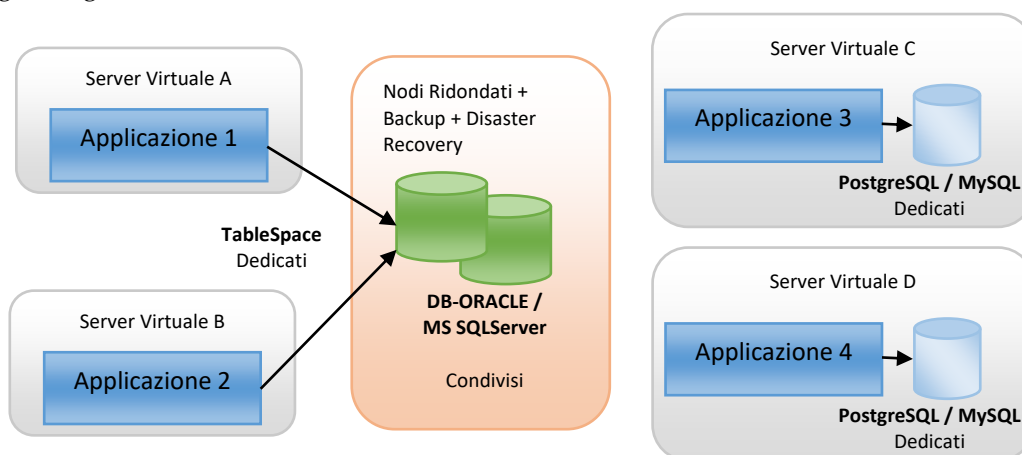 Server Virtuale A
Applicazione 1
TableSpace
Dedicati
Server Virtuale B
Applicazione 2
Nodi Ridondati +
Backup + Disaster
Recovery
DB-ORACLE /
MS SQLServer
Condivisi
Server Virtuale C
Applicazione 3
PostgreSQL / MySQL
Dedicati
Server Virtuale D
Applicazione 4
PostgreSQL / MySQL
Dedicati